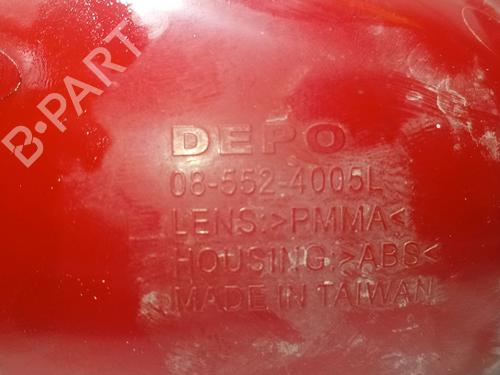 B-PART
DEPO
08-552-4005L
LENS:>PMMA<
HOUSING:>ABS<
MADE IN TAIWAN